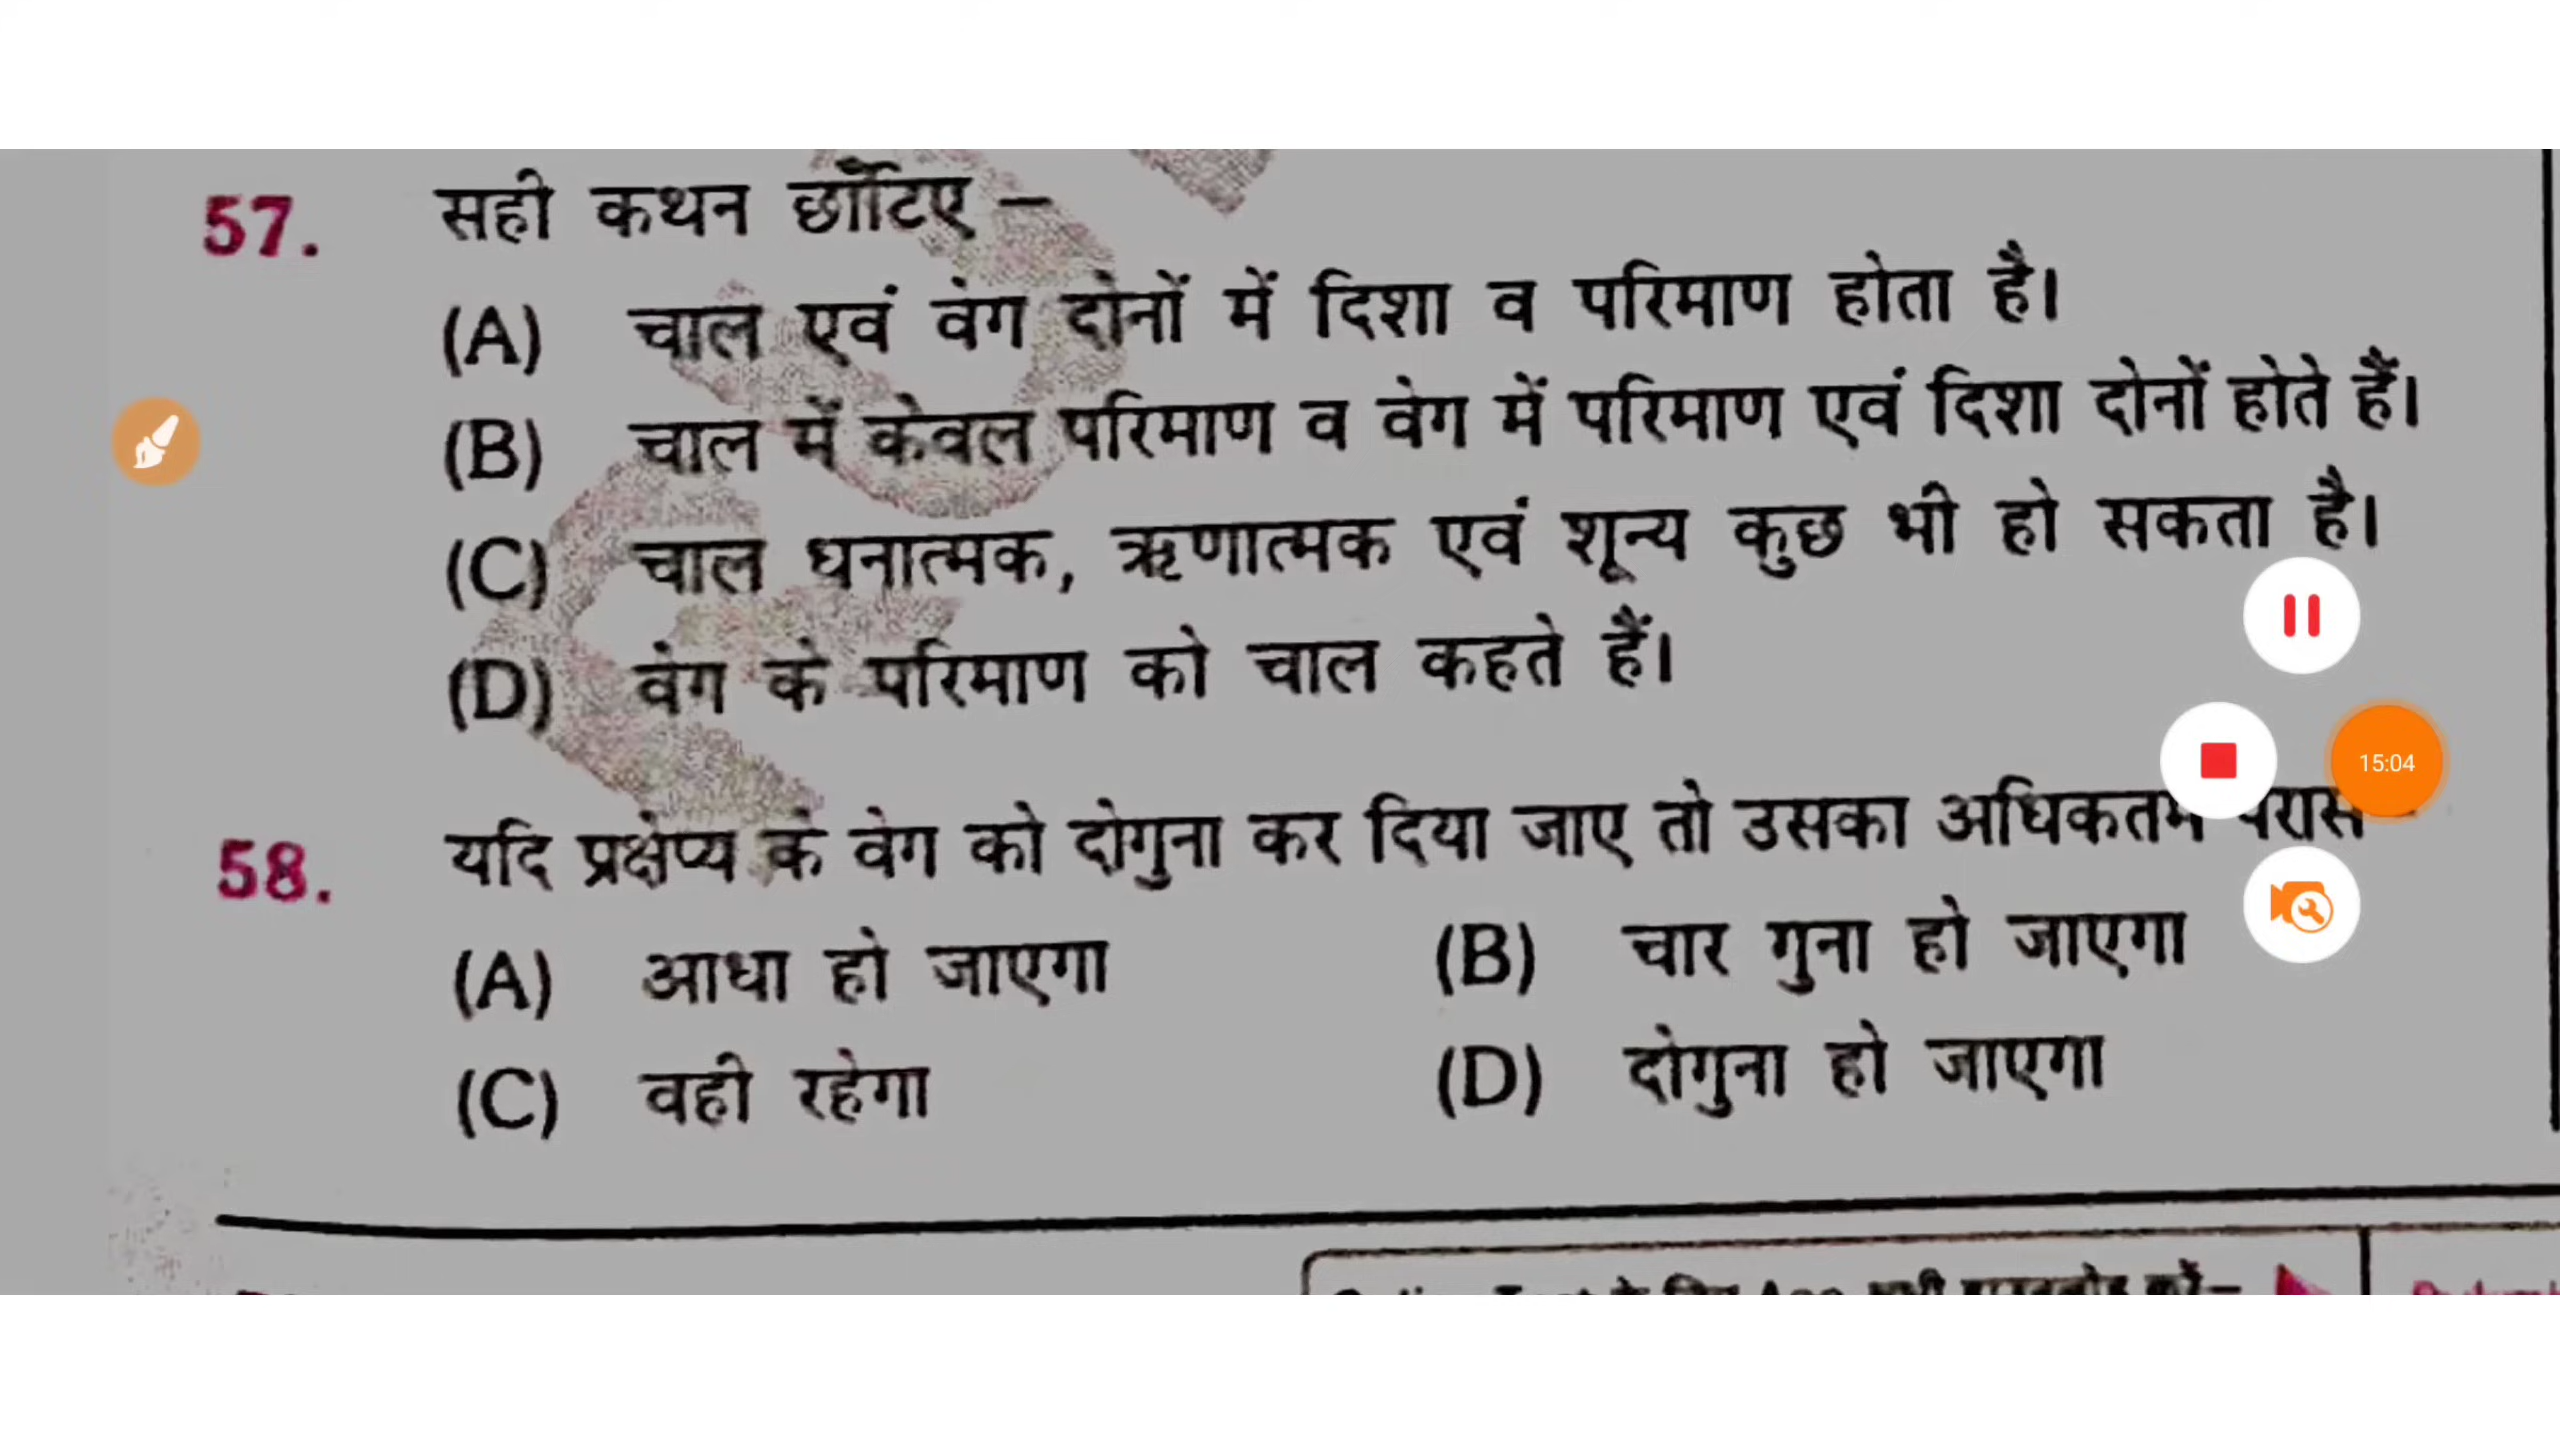 57. सही कथन छाँटिए –
(A) चाल एवं वेग दोनों में दिशा व परिमाण होता है।
(B) चाल में केवल परिमाण व वेग में परिमाण एवं दिशा दोनों होते हैं।
(C) चाल धनात्मक, ऋणात्मक एवं शून्य कुछ भी हो सकता है।
(D) वेग के परिमाण को चाल कहते हैं।
15:04
58. यदि प्रक्षेप्य के वेग को दोगुना कर दिया जाए तो उसका अधिकतम परास –
(A) आधा हो जाएगा (B) चार गुना हो जाएगा
(C) वही रहेगा (D) दोगुना हो जाएगा